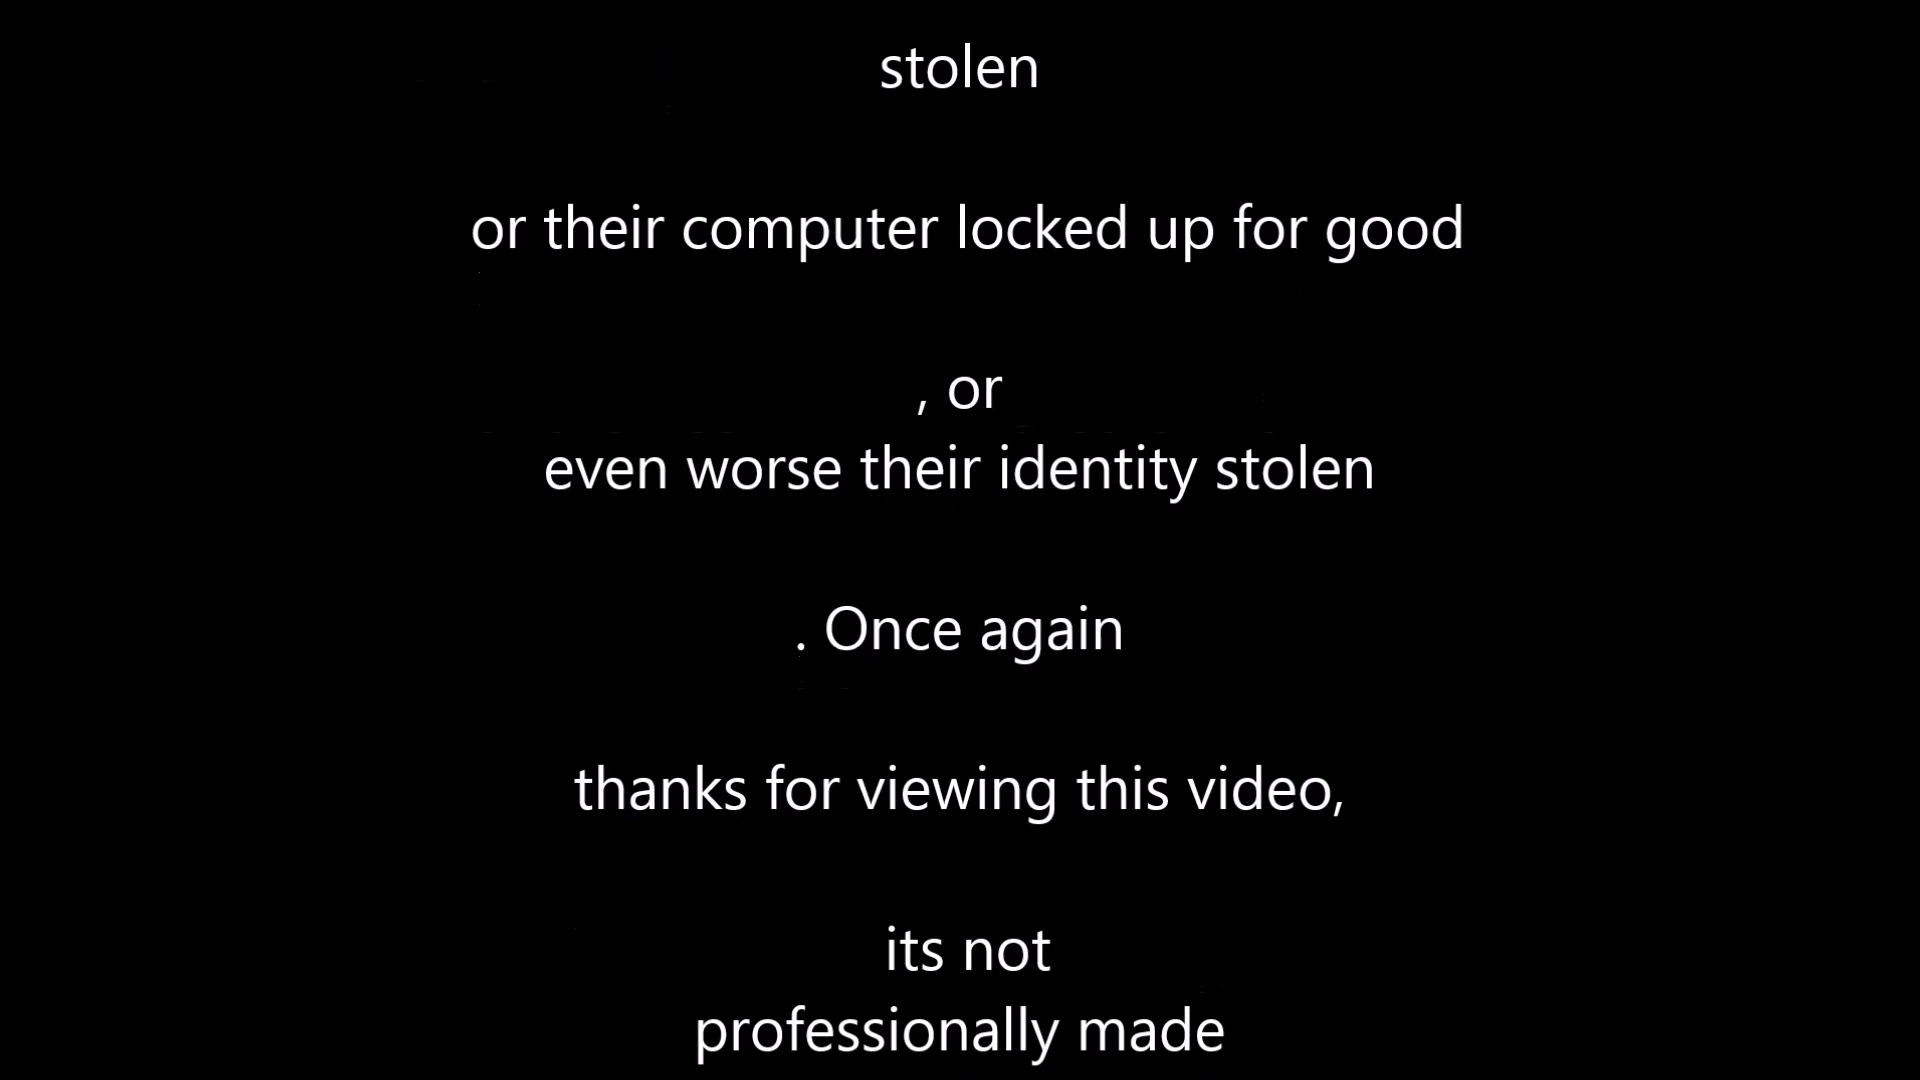 stolen
or their computer locked up for good
, or
even worse their identity stolen
. Once again
thanks for viewing this video,
its not
professionally made